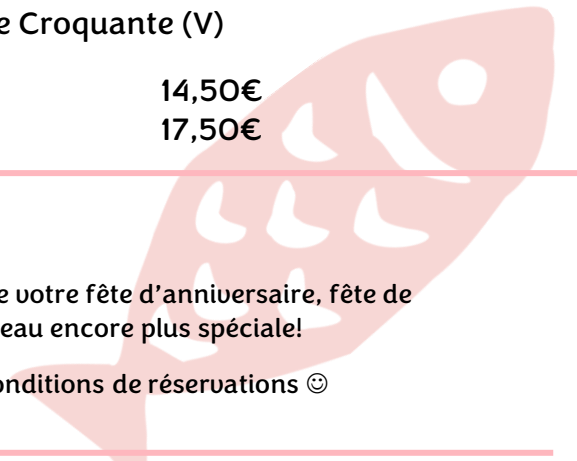 e Croquante (V)
14,50€
17,50€
e votre fête d'anniversaire, fête de
eau encore plus spéciale!
onditions de réservations ☺